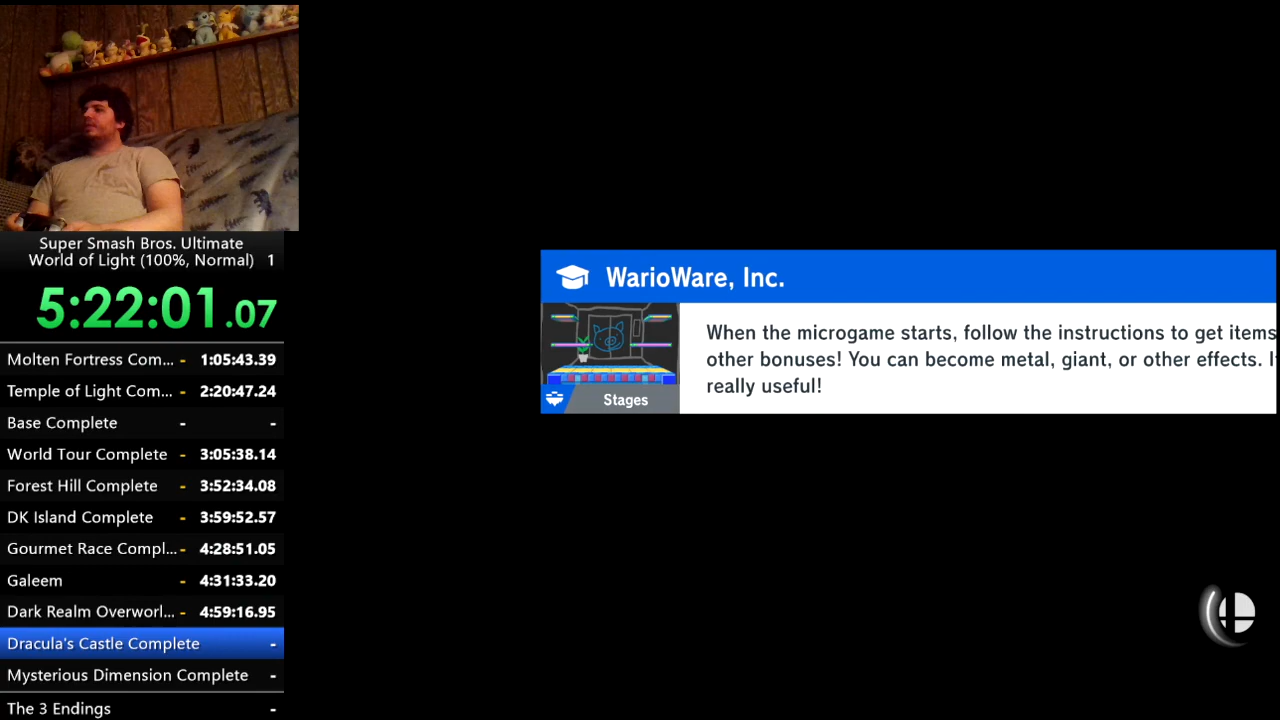 Super Smash Bros. Ultimate
World of Light (100%, Normal) 1
5:22:01.07
Molten Fortress Com... - 1:05:43.39
Temple of Light Com... - 2:20:47.24
Base Complete - -
World Tour Complete - 3:05:38.14
Forest Hill Complete - 3:52:34.08
DK Island Complete - 3:59:52.57
Gourmet Race Compl... - 4:28:51.05
Galeem - 4:31:33.20
Dark Realm Overworl... - 4:59:16.95
Dracula's Castle Complete -
Mysterious Dimension Complete -
The 3 Endings -
WarioWare, Inc.
When the microgame starts, follow the instructions to get items
other bonuses! You can become metal, giant, or other effects. I
really useful!
Stages